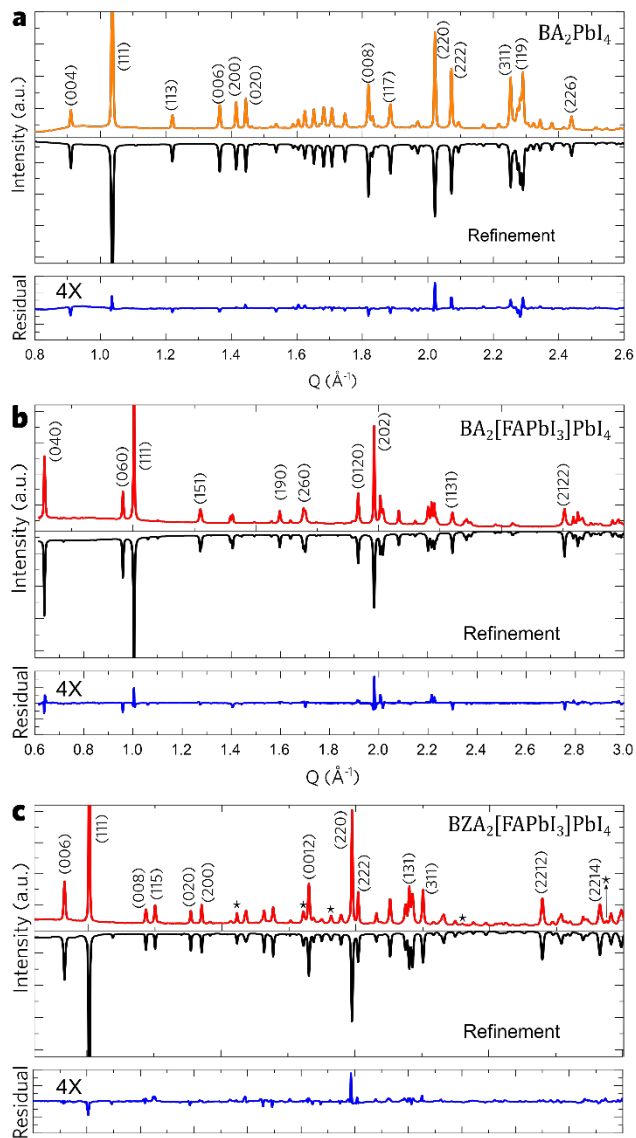 a
BA₂PbI₄
Intensity (a.u.)
(004)
(111)
(113)
(006)
(200)
(020)
(008)
(117)
(220)
(222)
(311)
(119)
(226)
Refinement
Residual
4X
0.8 1.0 1.2 1.4 1.6 1.8 2.0 2.2 2.4 2.6
Q (Å⁻¹)
b
BA₂[FAPbI₃]PbI₄
Intensity (a.u.)
(040)
(060)
(111)
(151)
(190)
(260)
(0120)
(202)
(1131)
(2122)
Refinement
Residual
4X
0.6 0.8 1.0 1.2 1.4 1.6 1.8 2.0 2.2 2.4 2.6 2.8 3.0
Q (Å⁻¹)
c
BZA₂[FAPbI₃]PbI₄
Intensity (a.u.)
(006)
(111)
(008)
(115)
(020)
(200)
★
★
(0012)
★
(220)
(222)
(131)
(311)
★
(2212)
(2214)
★
Refinement
Residual
4X